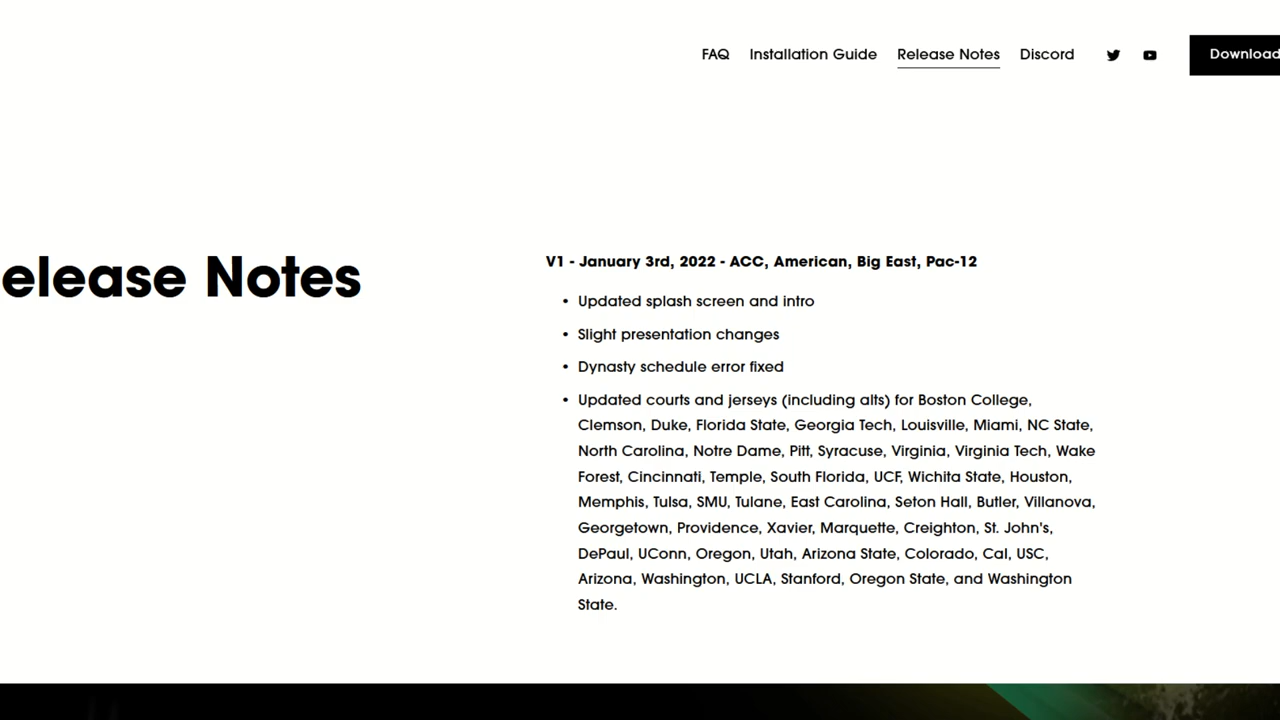 FAQ Installation Guide Release Notes Discord Download
elease Notes
V1 - January 3rd, 2022 - ACC, American, Big East, Pac-12
• Updated splash screen and intro
• Slight presentation changes
• Dynasty schedule error fixed
• Updated courts and jerseys (including alts) for Boston College,
Clemson, Duke, Florida State, Georgia Tech, Louisville, Miami, NC State,
North Carolina, Notre Dame, Pitt, Syracuse, Virginia, Virginia Tech, Wake
Forest, Cincinnati, Temple, South Florida, UCF, Wichita State, Houston,
Memphis, Tulsa, SMU, Tulane, East Carolina, Seton Hall, Butler, Villanova,
Georgetown, Providence, Xavier, Marquette, Creighton, St. John's,
DePaul, UConn, Oregon, Utah, Arizona State, Colorado, Cal, USC,
Arizona, Washington, UCLA, Stanford, Oregon State, and Washington
State.